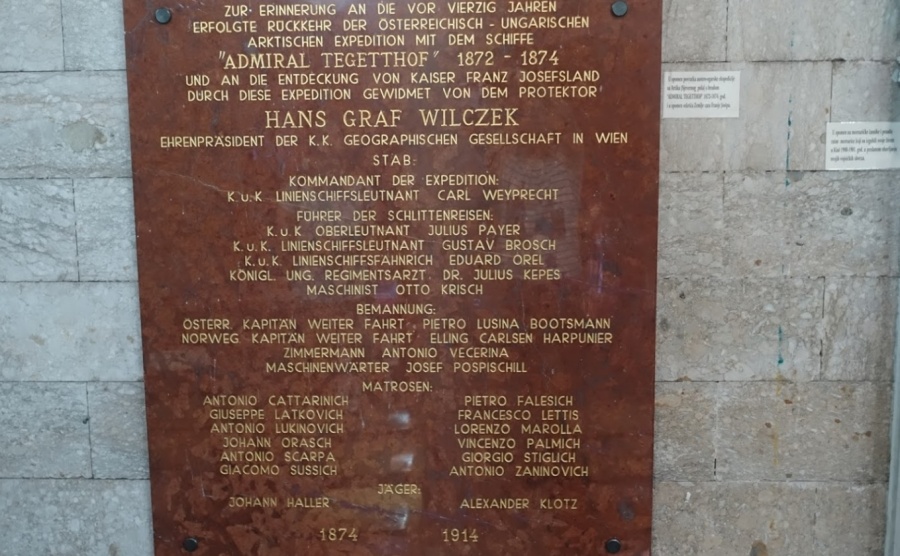 ZUR ERINNERUNG AN DIE VOR VIERZIG JAHREN
ERFOLGTE RÜCKKEHR DER ÖSTERREICHISCH - UNGARISCHEN
ARKTISCHEN EXPEDITION MIT DEM SCHIFFE
"ADMIRAL TEGETTHOF" 1872 - 1874
UND AN DIE ENTDECKUNG VON KAISER FRANZ JOSEFSLAND
DURCH DIESE EXPEDITION GEWIDMET VON DEM PROTEKTOR
HANS GRAF WILCZEK
EHRENPRÄSIDENT DER K.K. GEOGRAPHISCHEN GESELLSCHAFT IN WIEN
STAB:
KOMMANDANT DER EXPEDITION:
K.u.K LINIENSCHIFFSLEUTNANT CARL WEYPRECHT
FÜHRER DER SCHLITTENREISEN:
K.u.K OBERLEUTNANT JULIUS PAYER
K.u.K. LINIENSCHIFFSLEUTNANT GUSTAV BROSCH
K.u.K. LINIENSCHIFFSFÄHNRICH EDUARD OREL
KÖNIGL. UNG. REGIMENTSARZT. DR. JULIUS KEPES
MASCHINIST OTTO KRISCH
BEMANNUNG:
ÖSTERR. KAPITÄN WEITER FAHRT. PIETRO LUSINA BOOTSMANN
NORWEG. KAPITÄN WEITER FAHRT. ELLING CARLSEN HARPUNIER
ZIMMERMANN ANTONIO VECERINA
MASCHINENWÄRTER JOSEF POSPISCHILL
MATROSEN:
ANTONIO CATTARINICH PIETRO FALESICH
GIUSEPPE LATKOVICH FRANCESCO LETTIS
ANTONIO LUKINOVICH LORENZO MAROLLA
JOHANN ORASCH VINCENZO PALMICH
ANTONIO SCARPA GIORGIO STIGLICH
GIACOMO SUSSICH ANTONIO ZANINOVICH
JÄGER:
JOHANN HALLER ALEXANDER KLOTZ
1874 1914
"ADMIRAL TEGETTHOF"